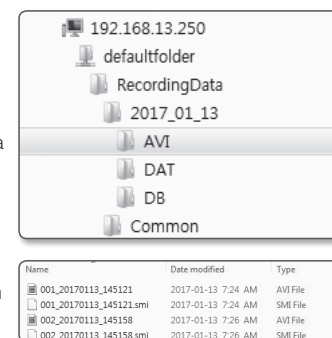 192.168.13.250
defaultfolder
RecordingData
2017_01_13
a
AVI
DAT
DB
Common
Name Date modified Type
001_20170113_145121 2017-01-13 7:24 AM AVI File
001_20170113_145121.smi 2017-01-13 7:24 AM SMI File
002_20170113_145158 2017-01-13 7:26 AM AVI File
002_20170113_145158.smi 2017-01-13 7:26 AM SMI File